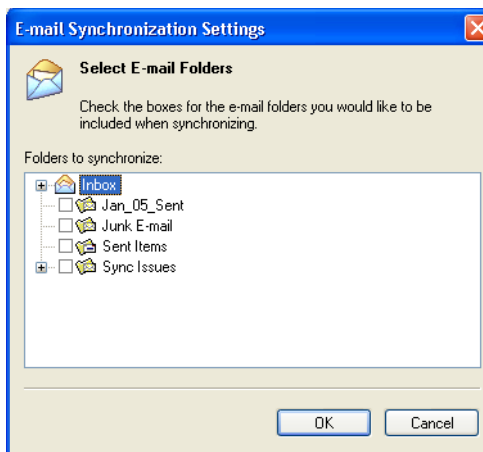 E-mail Synchronization Settings
Select E-mail Folders
Check the boxes for the e-mail folders you would like to be
included when synchronizing.
Folders to synchronize:
Inbox
Jan_05_Sent
Junk E-mail
Sent Items
Sync Issues
OK
Cancel